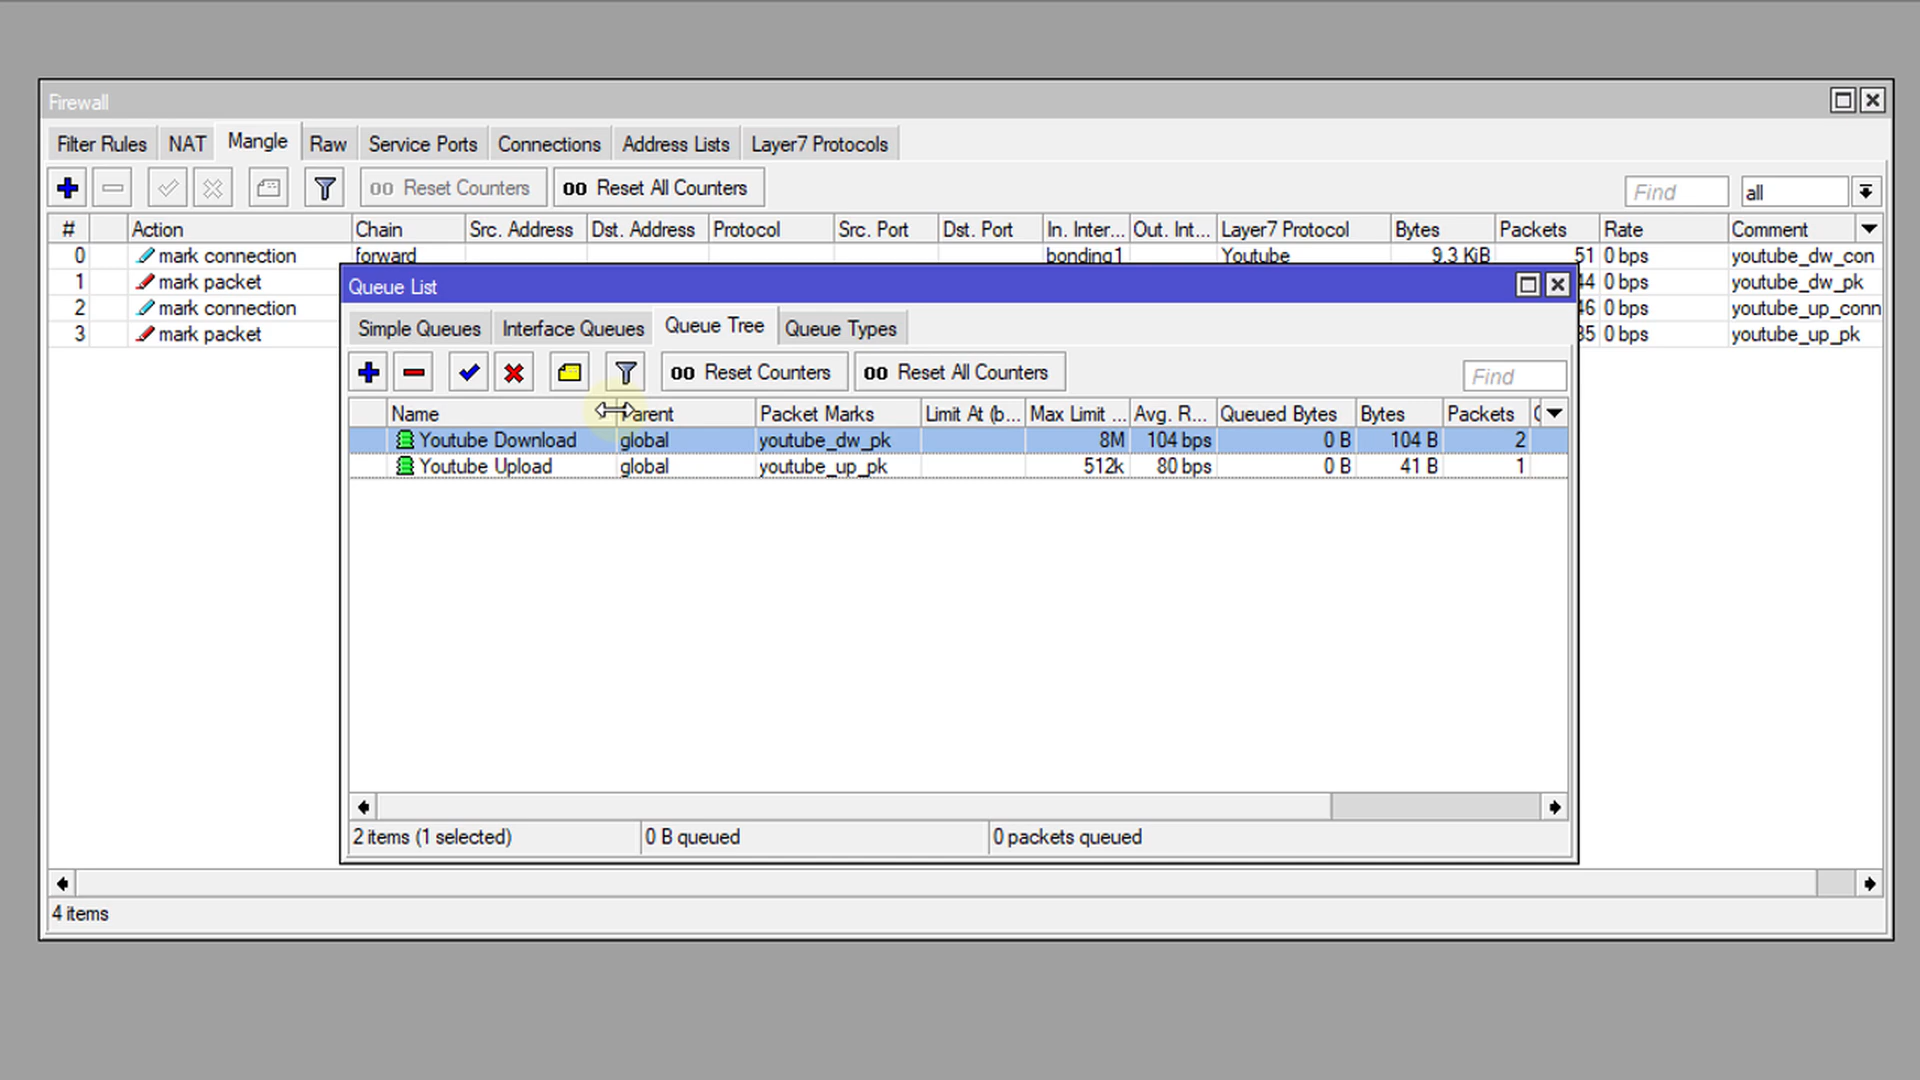 Firewall
Filter Rules NAT Mangle Raw Service Ports Connections Address Lists Layer7 Protocols
00 Reset Counters 00 Reset All Counters Find all
# Action Chain Src. Address Dst. Address Protocol Src. Port Dst. Port In. Inter... Out. Int... Layer7 Protocol Bytes Packets Rate Comment
0 mark connection forward bonding1 Youtube 9.3 KiB 51 0 bps youtube_dw_con
1 mark packet 44 0 bps youtube_dw_pk
2 mark connection 46 0 bps youtube_up_conn
3 mark packet 35 0 bps youtube_up_pk
Queue List
Simple Queues Interface Queues Queue Tree Queue Types
00 Reset Counters 00 Reset All Counters Find
Name Parent Packet Marks Limit At (b... Max Limit ... Avg. R... Queued Bytes Bytes Packets
Youtube Download global youtube_dw_pk 8M 104 bps 0 B 104 B 2
Youtube Upload global youtube_up_pk 512k 80 bps 0 B 41 B 1
2 items (1 selected) 0 B queued 0 packets queued
4 items